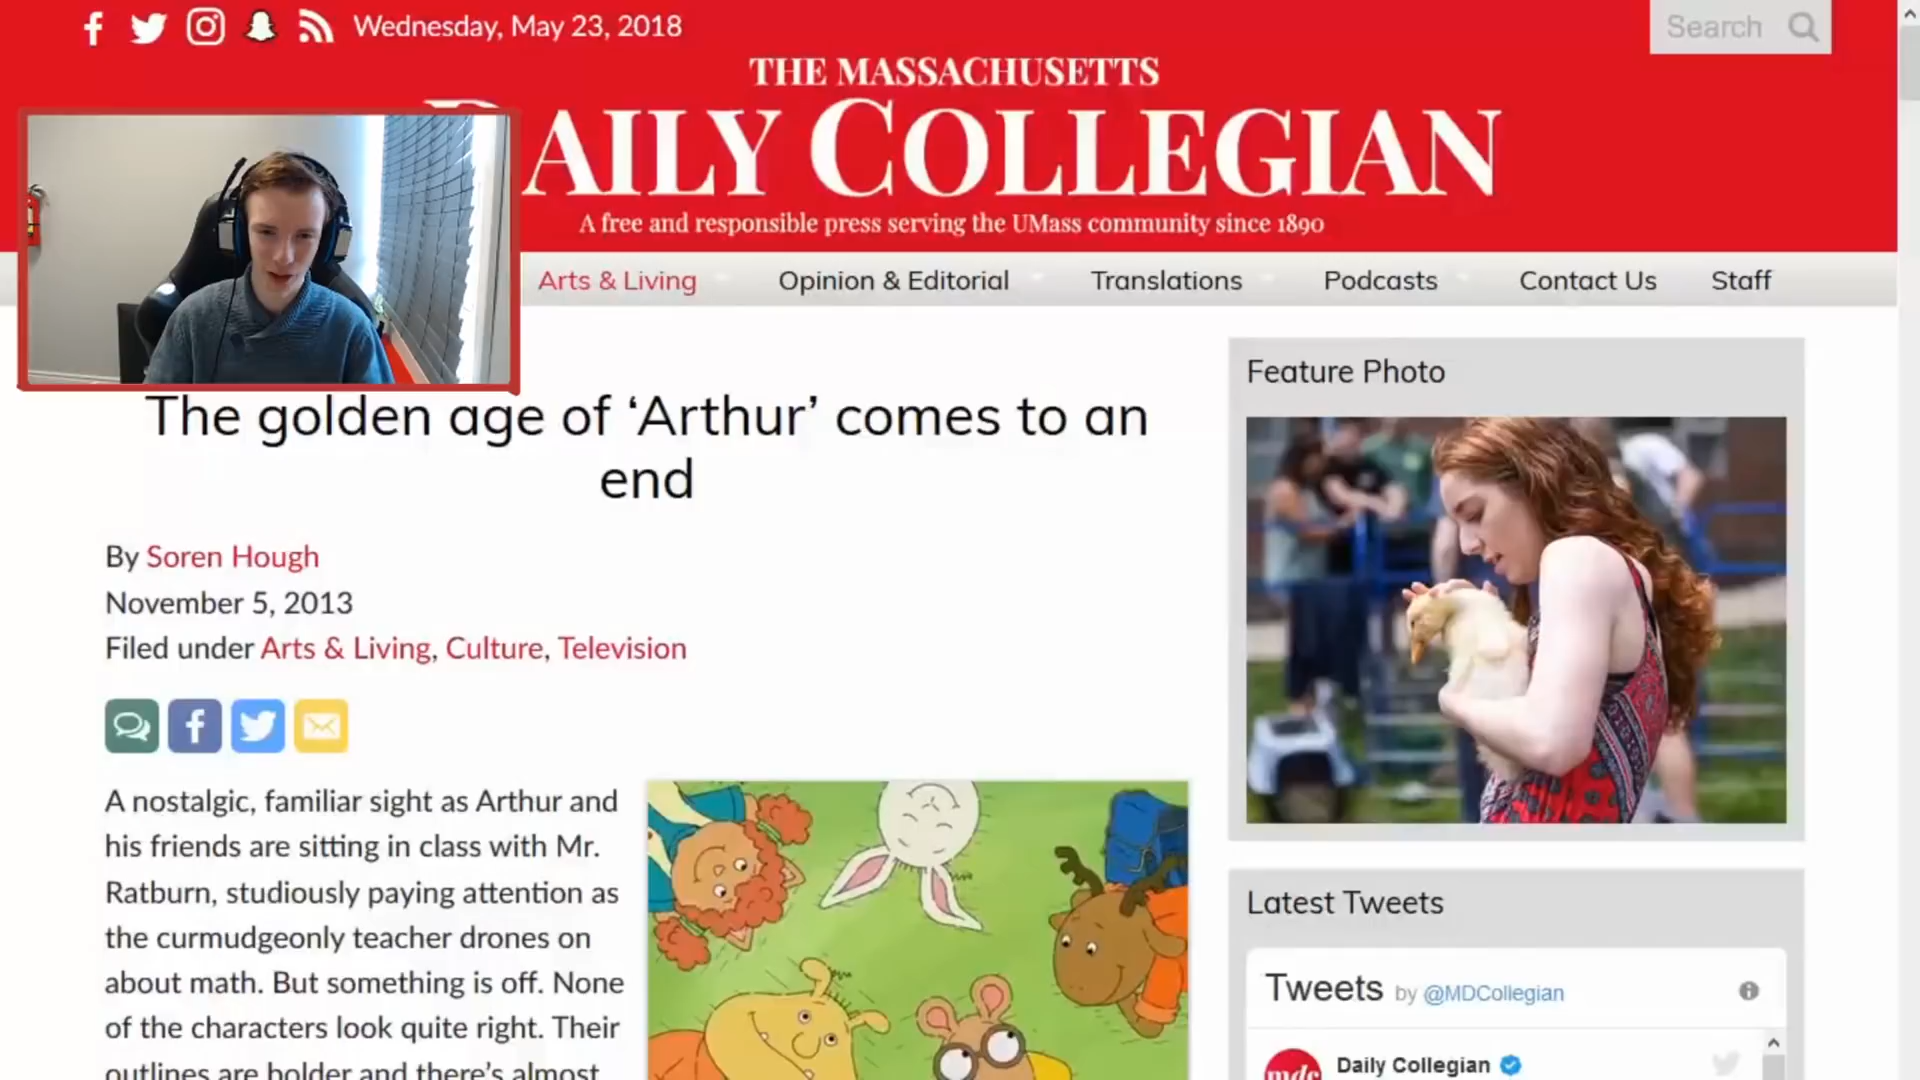 Wednesday, May 23, 2018
Search
THE MASSACHUSETTS
AILY COLLEGIAN
A free and responsible press serving the UMass community since 1890
Arts & Living
Opinion & Editorial
Translations
Podcasts
Contact Us
Staff
The golden age of ‘Arthur’ comes to an
end
By Soren Hough
November 5, 2013
Filed under Arts & Living, Culture, Television
A nostalgic, familiar sight as Arthur and
his friends are sitting in class with Mr.
Ratburn, studiously paying attention as
the curmudgeonly teacher drones on
about math. But something is off. None
of the characters look quite right. Their
outlines are bolder and there’s almost
Feature Photo
Latest Tweets
Tweets by @MDCollegian
mdc
Daily Collegian